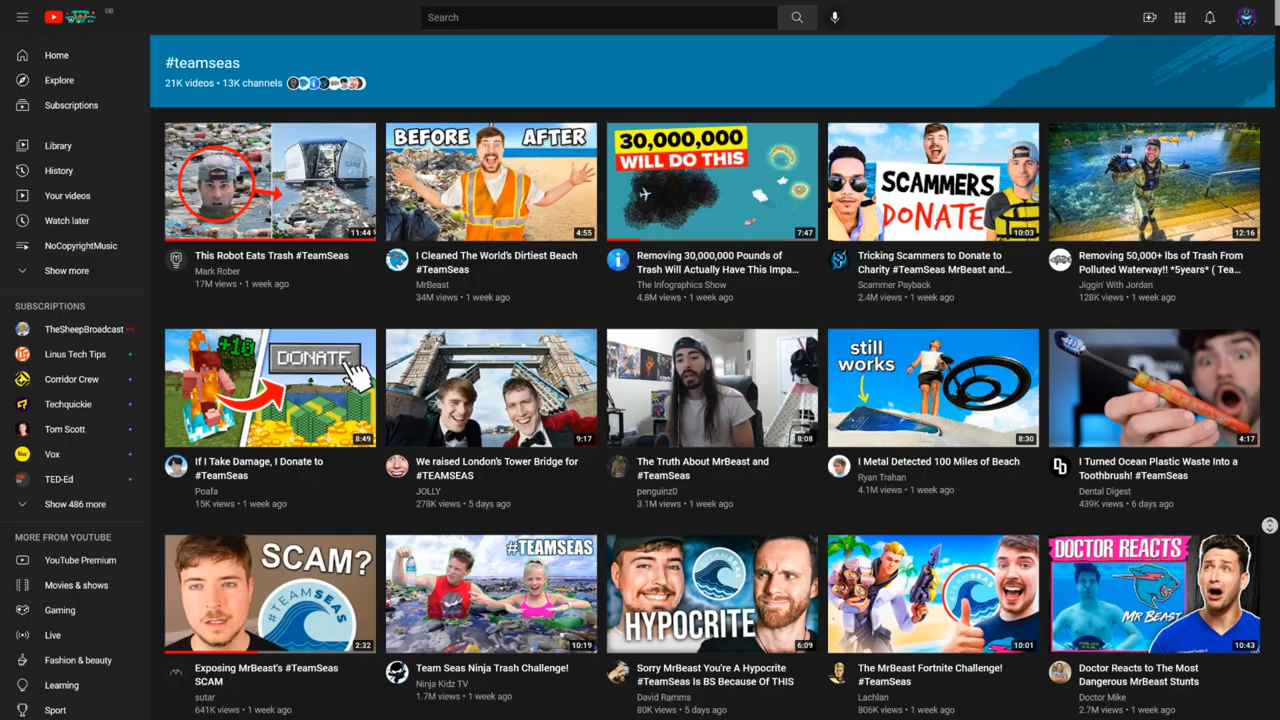 GB
Search
Home
Explore
Subscriptions
Library
History
Your videos
Watch later
NoCopyrightMusic
Show more
SUBSCRIPTIONS
TheSheepBroadcast
Linus Tech Tips
Corridor Crew
Techquickie
Tom Scott
Vox
TED-Ed
Show 486 more
MORE FROM YOUTUBE
YouTube Premium
Movies & shows
Gaming
Live
Fashion & beauty
Learning
Sport
#teamseas
21K videos • 13K channels
11:44
This Robot Eats Trash #TeamSeas
Mark Rober
17M views • 1 week ago
BEFORE AFTER
4:55
I Cleaned The World's Dirtiest Beach
#TeamSeas
MrBeast
34M views • 1 week ago
30,000,000
WILL DO THIS
7:47
Removing 30,000,000 Pounds of
Trash Will Actually Have This Impa...
The Infographics Show
4.8M views • 1 week ago
SCAMMERS
DONATE
10:03
Tricking Scammers to Donate to
Charity #TeamSeas MrBeast and...
Scammer Payback
2.4M views • 1 week ago
12:16
Removing 50,000+ lbs of Trash From
Polluted Waterway!! *5years* ( Tea...
Jiggin' With Jordan
128K views • 1 week ago
+10
DONATE
8:49
If I Take Damage, I Donate to
#TeamSeas
Poafa
15K views • 1 week ago
9:17
We raised London's Tower Bridge for
#TEAMSEAS
JOLLY
278K views • 5 days ago
8:08
The Truth About MrBeast and
#TeamSeas
penguinz0
3.1M views • 1 week ago
still
works
8:30
I Metal Detected 100 Miles of Beach
Ryan Trahan
4.1M views • 1 week ago
4:17
I Turned Ocean Plastic Waste Into a
Toothbrush! #TeamSeas
Dental Digest
439K views • 6 days ago
SCAM?
#TEAMSEAS
2:32
Exposing MrBeast's #TeamSeas
SCAM
sutar
641K views • 1 week ago
#TEAMSEAS
10:19
Team Seas Ninja Trash Challenge!
Ninja Kidz TV
1.7M views • 1 week ago
#TEAMSEAS
HYPOCRITE
6:09
Sorry MrBeast You're A Hypocrite
#TeamSeas Is BS Because Of THIS
David Ramms
80K views • 5 days ago
TEAMSEAS
10:01
The MrBeast Fortnite Challenge!
#TeamSeas
Lachlan
806K views • 1 week ago
DOCTOR REACTS
MR BEAST
10:43
Doctor Reacts to The Most
Dangerous MrBeast Stunts
Doctor Mike
2.7M views • 1 week ago